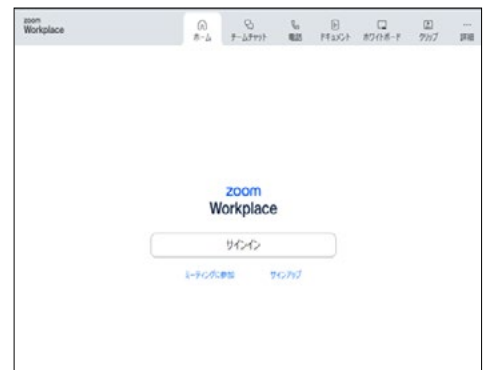 zoom
Workplace
ホーム
チームチャット
電話
ドキュメント
ホワイトボード
クリップ
詳細
zoom
Workplace
サインイン
ミーティングに参加
サインアップ